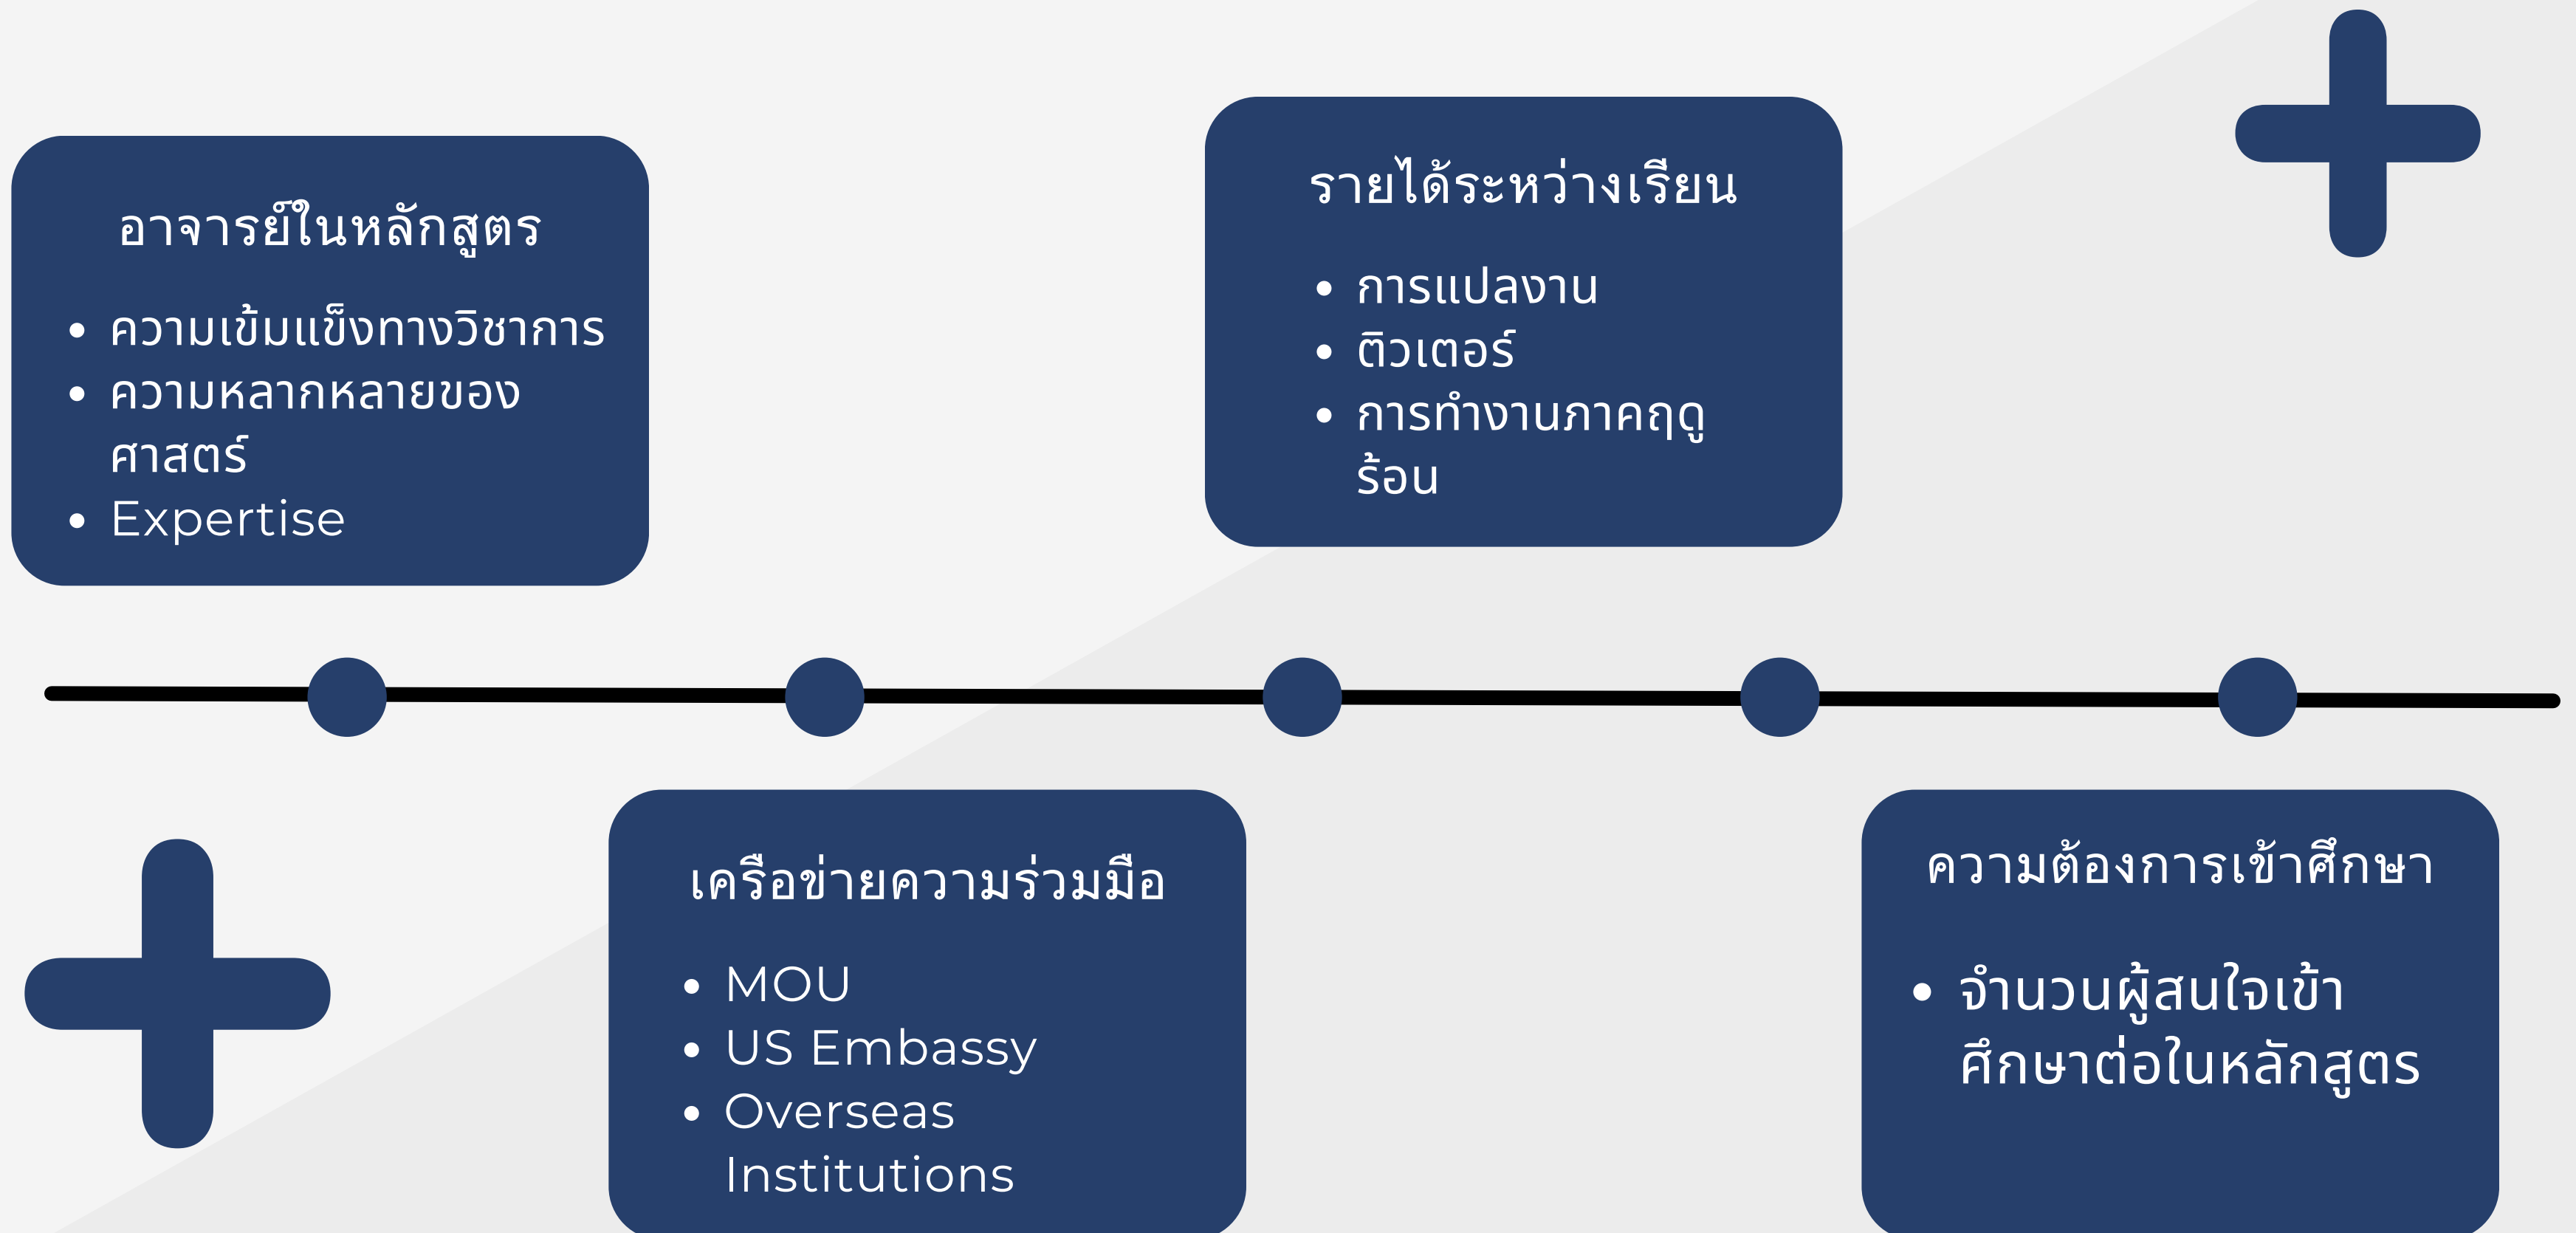 อาจารย์ในหลักสูตร
• ความเข้มแข็งทางวิชาการ
• ความหลากหลายของ
ศาสตร์
• Expertise
รายได้ระหว่างเรียน
• การแปลงาน
• ติวเตอร์
• การทำงานภาคฤดู
ร้อน
เครือข่ายความร่วมมือ
• MOU
• US Embassy
• Overseas
Institutions
ความต้องการเข้าศึกษา
• จำนวนผู้สนใจเข้า
ศึกษาต่อในหลักสูตร